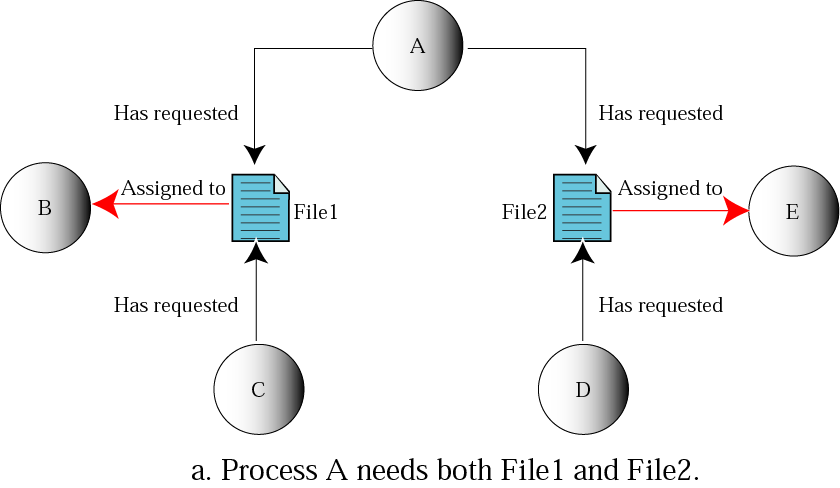 A
Has requested
Has requested
Assigned to
Assigned to
B
File1
File2
E
Has requested
Has requested
C
D
a. Process A needs both File1 and File2.